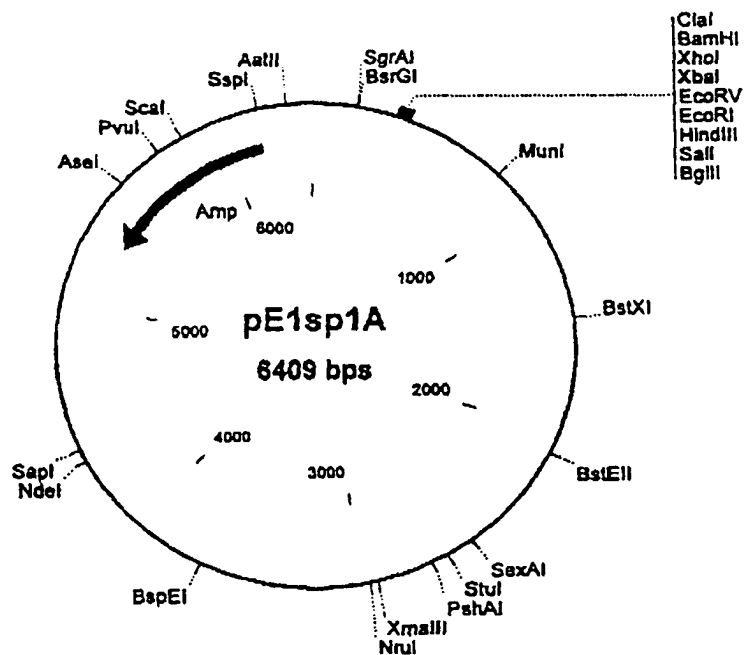 ClaI
BamHI
XhoI
XbaI
EcoRV
EcoRI
HindIII
SalI
BglII
AatII
SspI
SgrAI
BsrGI
ScaI
PvuI
AseI
MunI
Amp
6000
1000
BstXI
5000
pE1sp1A
6409 bps
2000
4000
3000
SapI
NdeI
BstEII
BspEI
SexAI
StuI
PshAI
XmaIII
NruI